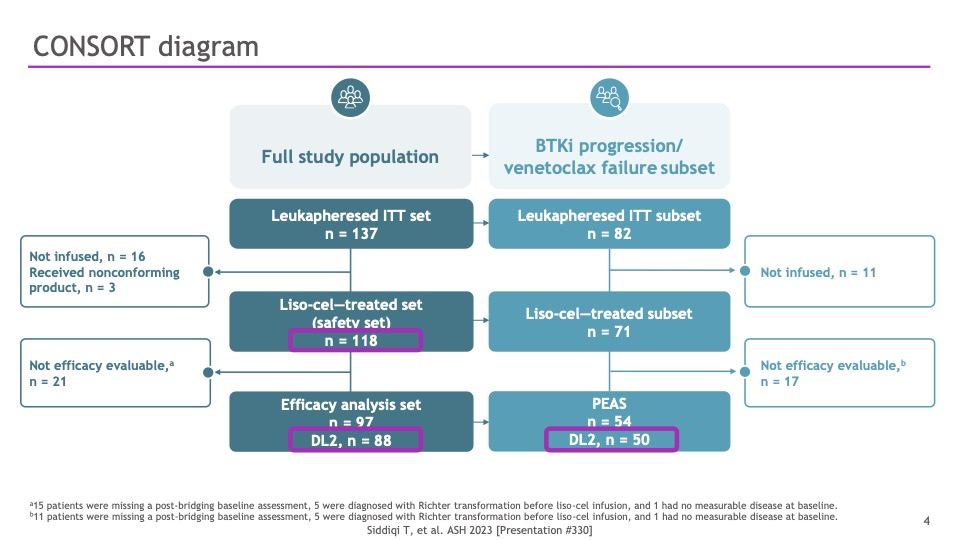 CONSORT diagram
Full study population
BTKi progression/
venetoclax failure subset
Leukapheresed ITT set
n = 137
Leukapheresed ITT subset
n = 82
Not infused, n = 16
Received nonconforming
product, n = 3
Not infused, n = 11
Liso-cel—treated set
(safety set)
n = 118
Liso-cel—treated subset
n = 71
Not efficacy evaluable,ᵃ
n = 21
Not efficacy evaluable,ᵇ
n = 17
Efficacy analysis set
n = 97
DL2, n = 88
PEAS
n = 54
DL2, n = 50
ᵃ15 patients were missing a post-bridging baseline assessment, 5 were diagnosed with Richter transformation before liso-cel infusion, and 1 had no measurable disease at baseline.
ᵇ11 patients were missing a post-bridging baseline assessment, 5 were diagnosed with Richter transformation before liso-cel infusion, and 1 had no measurable disease at baseline.
Siddiqi T, et al. ASH 2023 [Presentation #330]
4